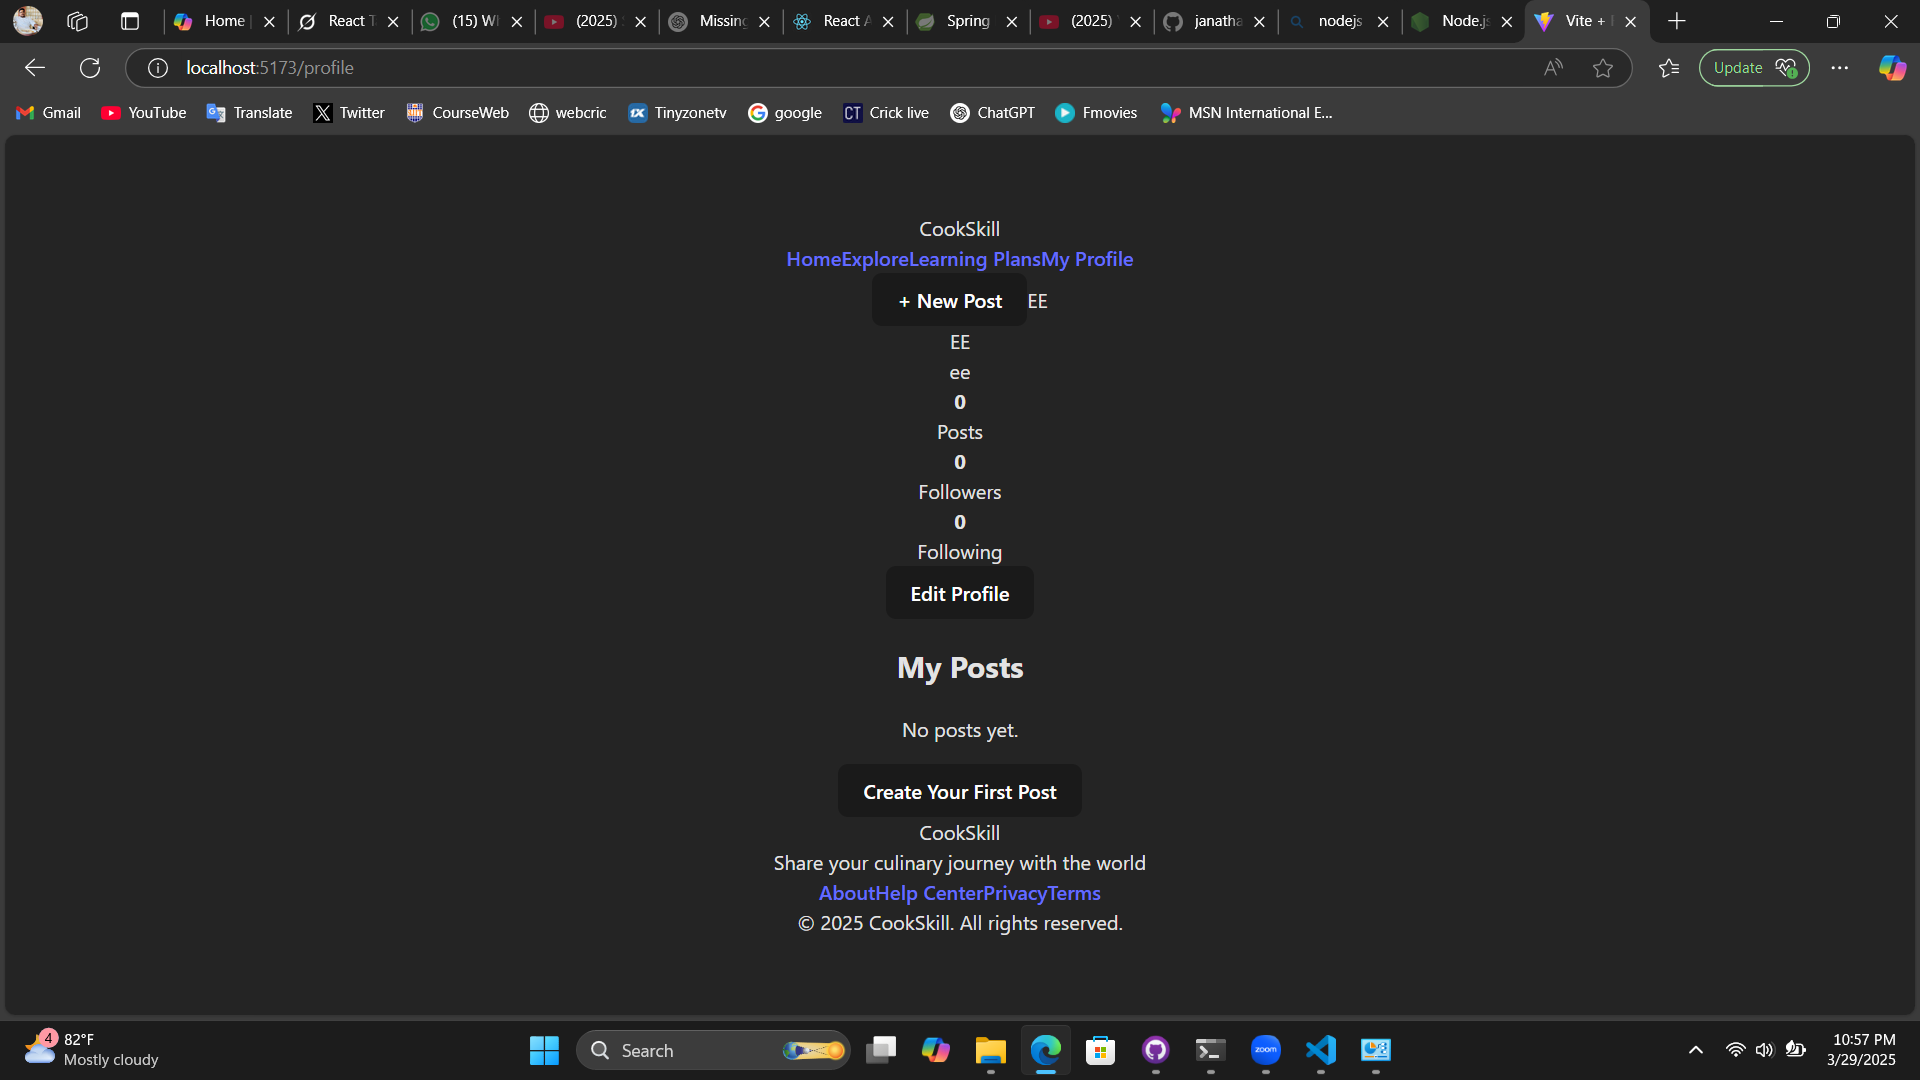 Home
React T
(15) Wh
(2025)
Missing
React A
Spring
(2025)
janatha
nodejs
Node.js
Vite +
localhost:5173/profile
Update
Gmail
YouTube
Translate
Twitter
CourseWeb
webcric
Tinyzonetv
google
CT Crick live
ChatGPT
Fmovies
MSN International E...
CookSkill
HomeExploreLearning PlansMy Profile
+ New Post EE
EE
ee
0
Posts
0
Followers
0
Following
Edit Profile
My Posts
No posts yet.
Create Your First Post
CookSkill
Share your culinary journey with the world
AboutHelp CenterPrivacyTerms
© 2025 CookSkill. All rights reserved.
4
82°F
Mostly cloudy
Search
zoom
10:57 PM
3/29/2025